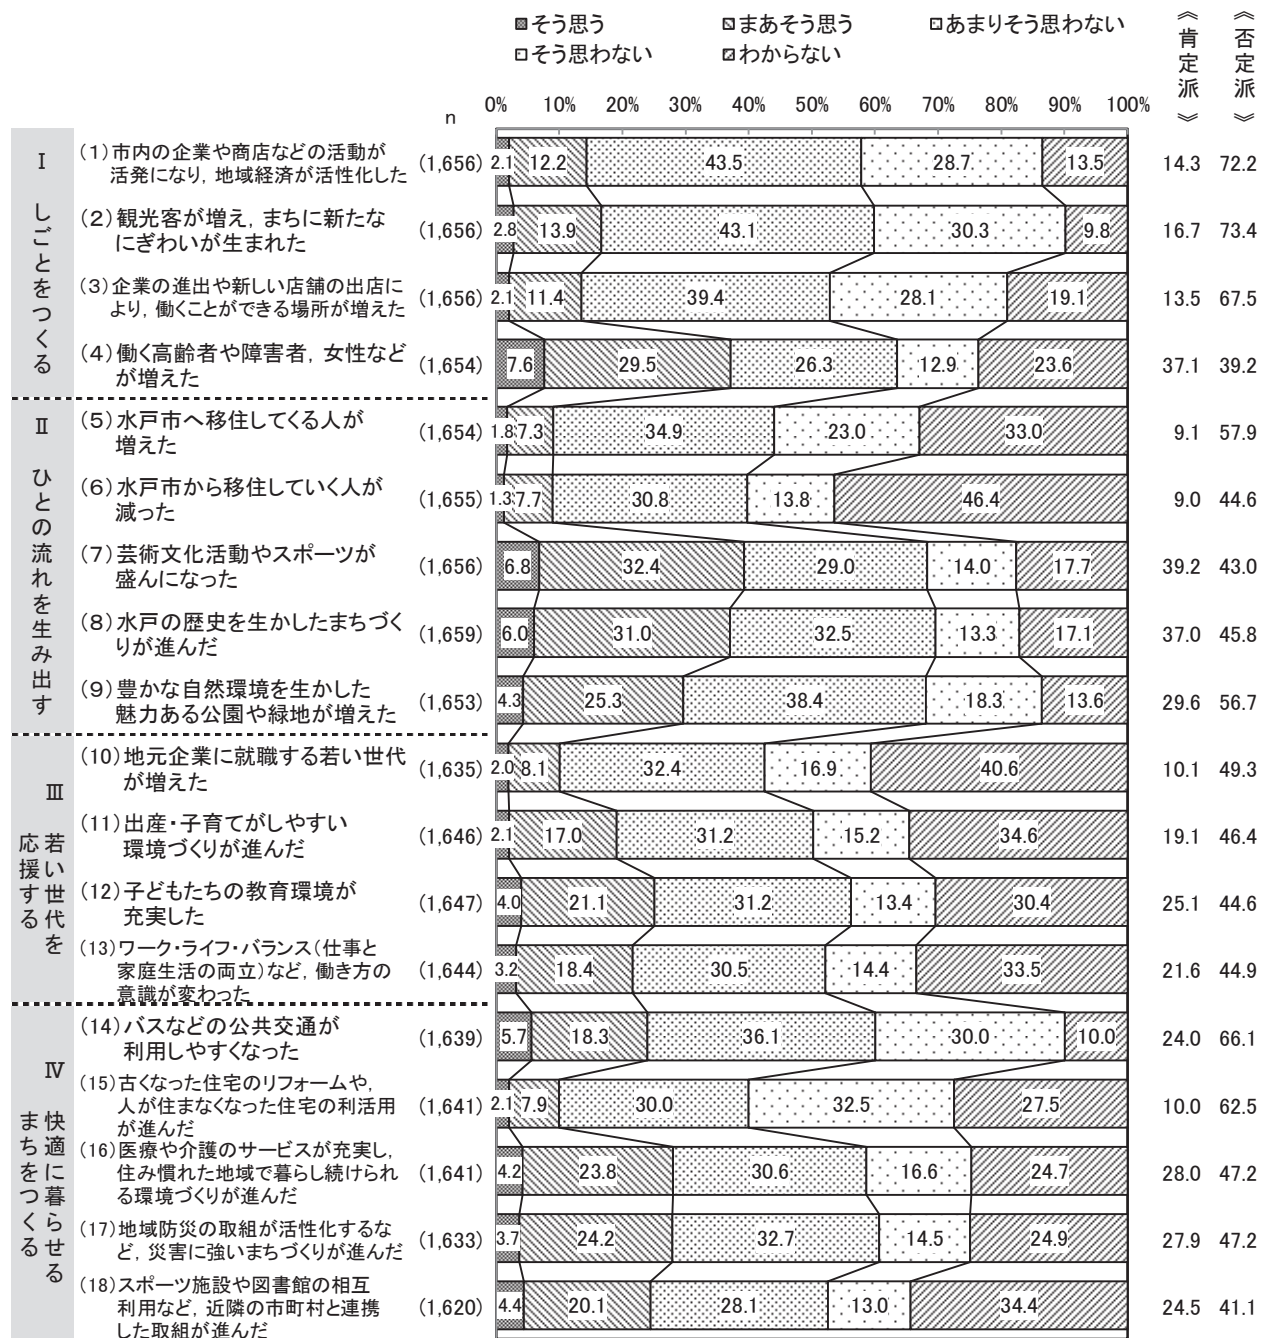 ■そう思う ■まあそう思う □あまりそう思わない
□そう思わない ■わからない
《肯定派》 《否定派》
n 0% 10% 20% 30% 40% 50% 60% 70% 80% 90% 100%
Ⅰ しごとをつくる
(1)市内の企業や商店などの活動が
活発になり，地域経済が活性化した
(1,656) 2.1 12.2 43.5 28.7 13.5 14.3 72.2
(2)観光客が増え，まちに新たな
にぎわいが生まれた
(1,656) 2.8 13.9 43.1 30.3 9.8 16.7 73.4
(3)企業の進出や新しい店舗の出店に
より，働くことができる場所が増えた
(1,656) 2.1 11.4 39.4 28.1 19.1 13.5 67.5
(4)働く高齢者や障害者，女性など
が増えた
(1,654) 7.6 29.5 26.3 12.9 23.6 37.1 39.2
Ⅱ ひとの流れを生み出す
(5)水戸市へ移住してくる人が
増えた
(1,654) 1.8 7.3 34.9 23.0 33.0 9.1 57.9
(6)水戸市から移住していく人が
減った
(1,655) 1.3 7.7 30.8 13.8 46.4 9.0 44.6
(7)芸術文化活動やスポーツが
盛んになった
(1,656) 6.8 32.4 29.0 14.0 17.7 39.2 43.0
(8)水戸の歴史を生かしたまちづく
りが進んだ
(1,659) 6.0 31.0 32.5 13.3 17.1 37.0 45.8
(9)豊かな自然環境を生かした
魅力ある公園や緑地が増えた
(1,653) 4.3 25.3 38.4 18.3 13.6 29.6 56.7
Ⅲ 若い世代を
応援する
(10)地元企業に就職する若い世代
が増えた
(1,635) 2.0 8.1 32.4 16.9 40.6 10.1 49.3
(11)出産・子育てがしやすい
環境づくりが進んだ
(1,646) 2.1 17.0 31.2 15.2 34.6 19.1 46.4
(12)子どもたちの教育環境が
充実した
(1,647) 4.0 21.1 31.2 13.4 30.4 25.1 44.6
(13)ワーク・ライフ・バランス(仕事と
家庭生活の両立)など，働き方の
意識が変わった
(1,644) 3.2 18.4 30.5 14.4 33.5 21.6 44.9
Ⅳ 快適に暮らせる
まちをつくる
(14)バスなどの公共交通が
利用しやすくなった
(1,639) 5.7 18.3 36.1 30.0 10.0 24.0 66.1
(15)古くなった住宅のリフォームや，
人が住まなくなった住宅の利活用
が進んだ
(1,641) 2.1 7.9 30.0 32.5 27.5 10.0 62.5
(16)医療や介護のサービスが充実し，
住み慣れた地域で暮らし続けられ
る環境づくりが進んだ
(1,641) 4.2 23.8 30.6 16.6 24.7 28.0 47.2
(17)地域防災の取組が活性化するな
ど，災害に強いまちづくりが進んだ
(1,633) 3.7 24.2 32.7 14.5 24.9 27.9 47.2
(18)スポーツ施設や図書館の相互
利用など，近隣の市町村と連携
した取組が進んだ
(1,620) 4.4 20.1 28.1 13.0 34.4 24.5 41.1